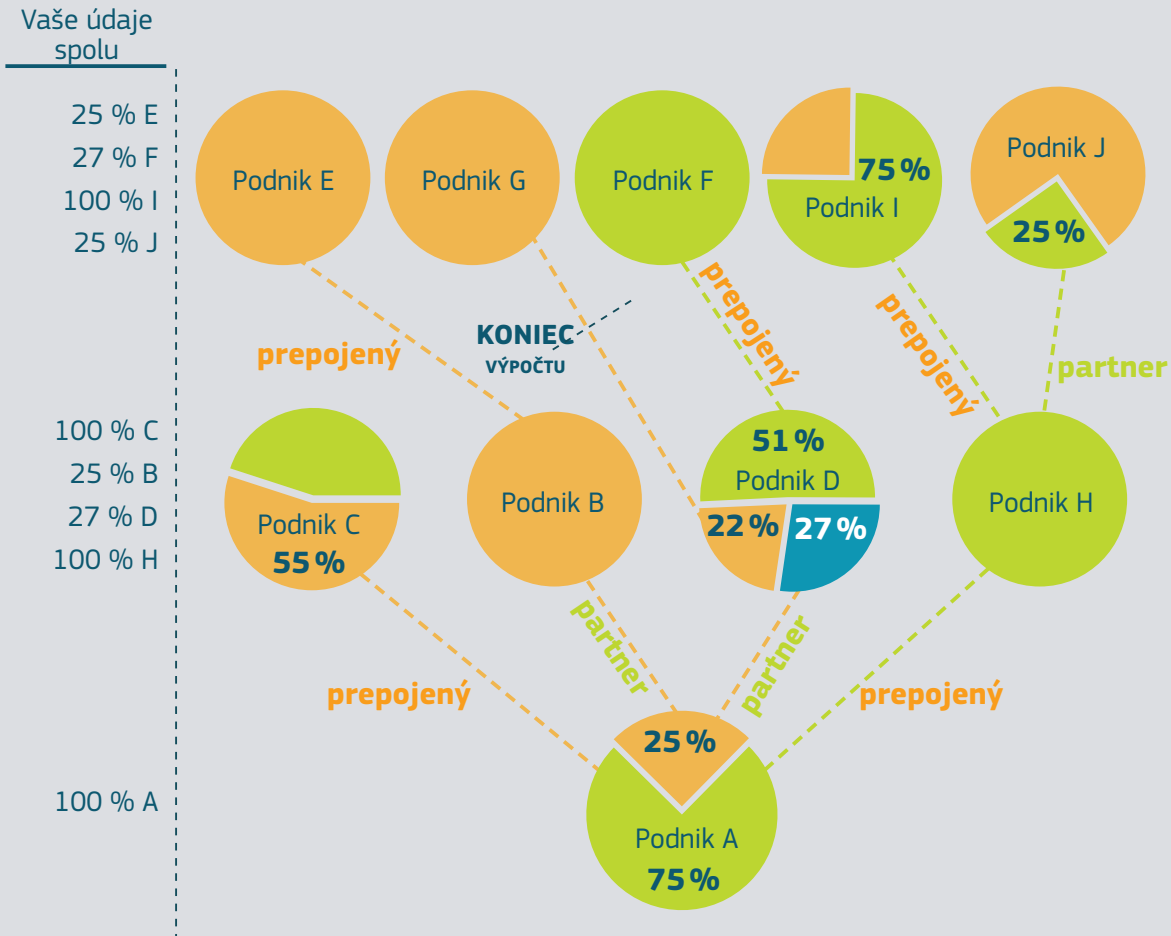 Vaše údaje
spolu
25 % E
27 % F
100 % I
25 % J
Podnik E
Podnik G
Podnik F
75 %
Podnik I
Podnik J
25 %
prepojený
KONIEC
VÝPOČTU
prepojený
prepojený
partner
100 % C
25 % B
27 % D
100 % H
Podnik C
55 %
Podnik B
51 %
Podnik D
22 %
27 %
Podnik H
prepojený
partner
partner
prepojený
100 % A
25 %
Podnik A
75 %